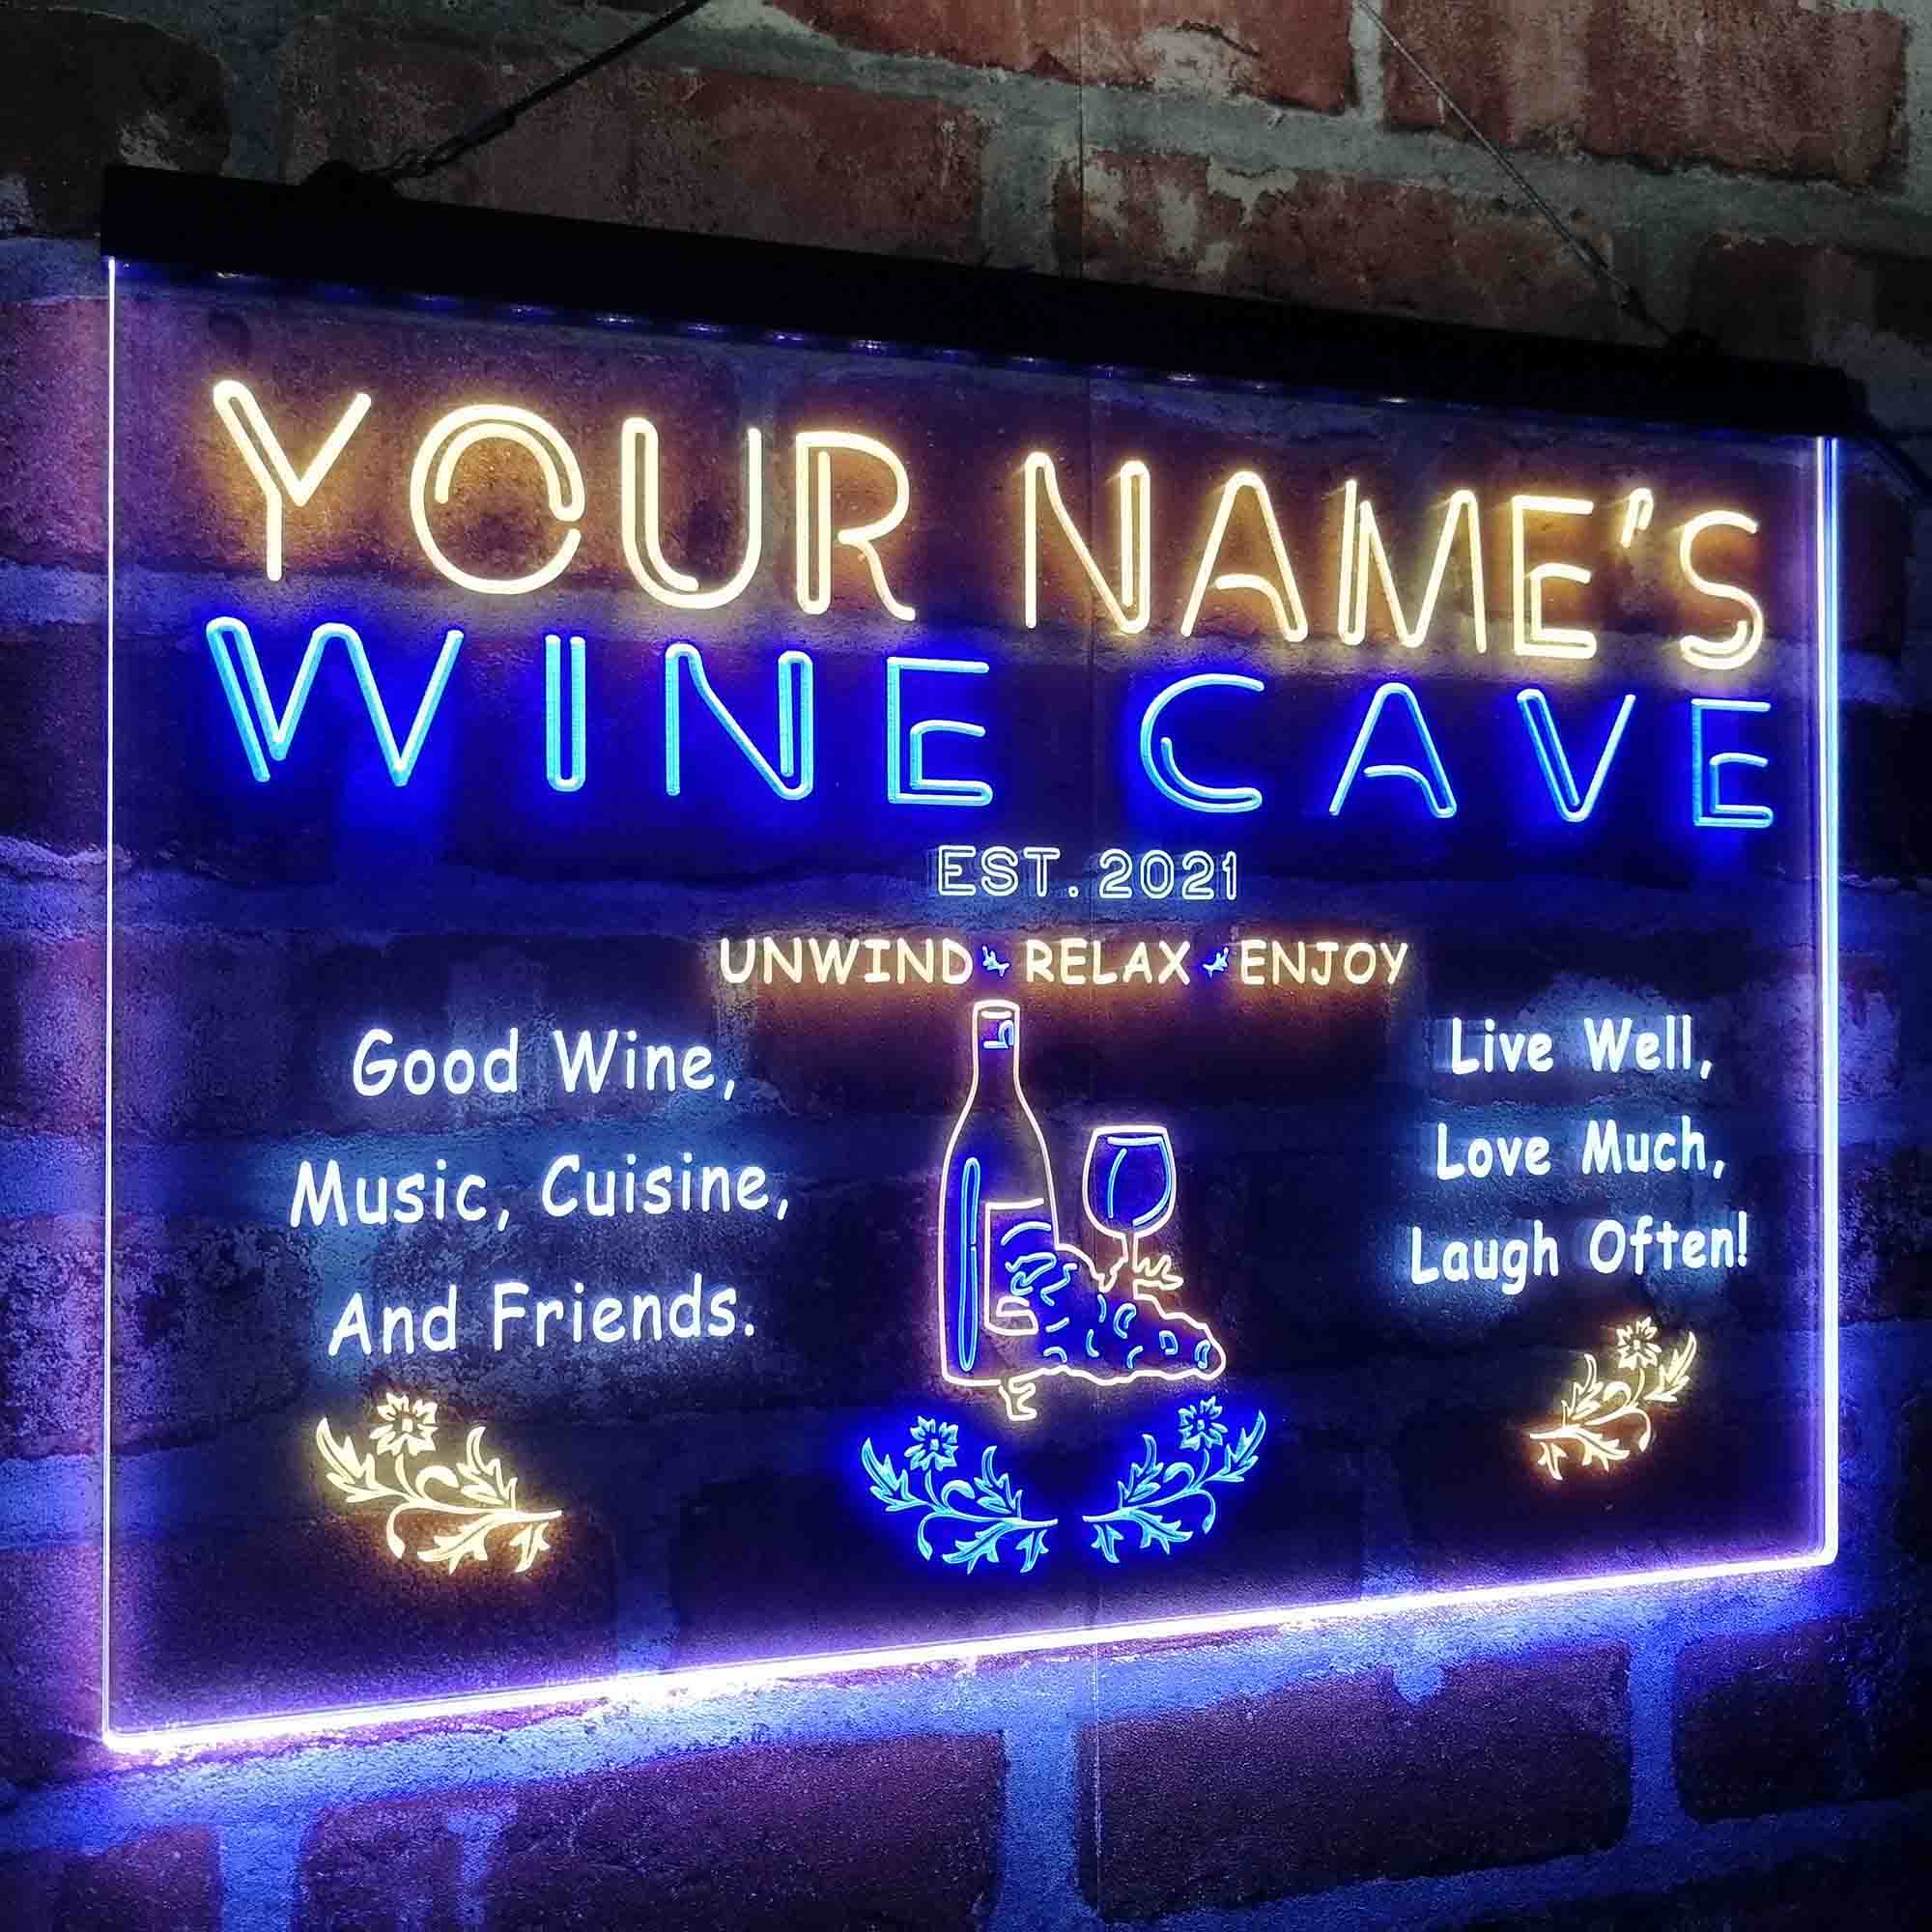 YOUR NAME'S
WINE CAVE
EST. 2021
UNWIND RELAX ENJOY
Good Wine,
Music, Cuisine,
And Friends.
Live Well,
Love Much,
Laugh Often!